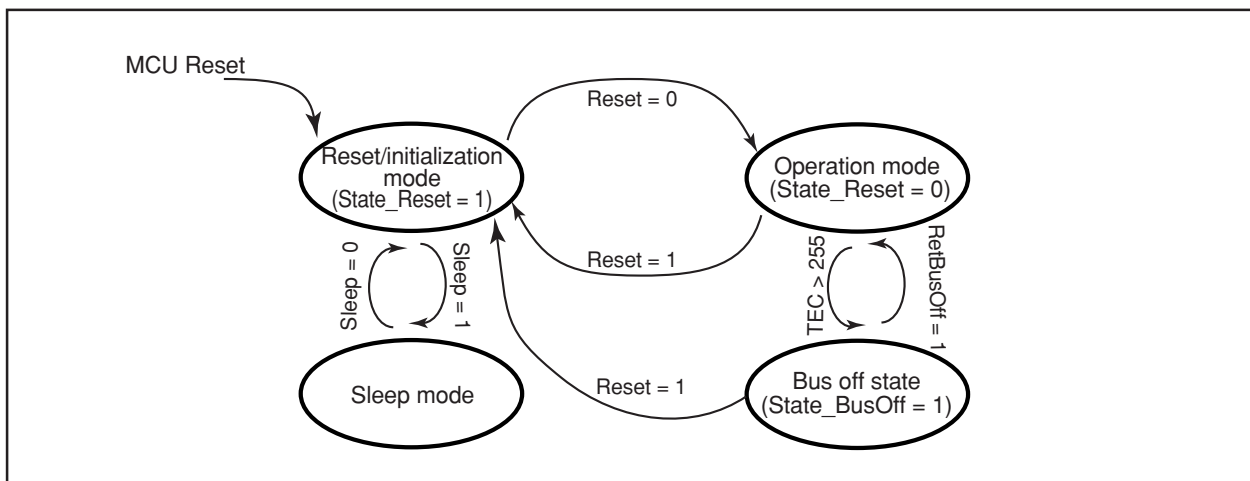 MCU Reset
Reset = 0
Reset/initialization
mode
(State_Reset = 1)
Operation mode
(State_Reset = 0)
Reset = 1
Sleep = 0
Sleep = 1
TEC > 255
RetBusOff = 1
Sleep mode
Reset = 1
Bus off state
(State_BusOff = 1)